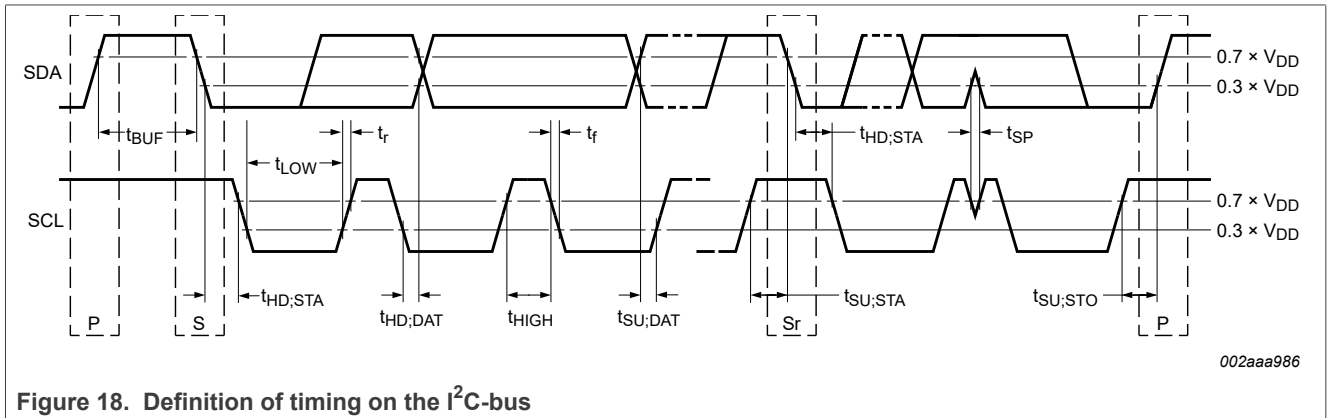 SDA
0.7 × VDD
0.3 × VDD
tBUF
tr
tf
tHD;STA
tSP
tLOW
SCL
0.7 × VDD
0.3 × VDD
tHD;STA
tHD;DAT
tHIGH
tSU;DAT
tSU;STA
tSU;STO
P
S
Sr
P
002aaa986
Figure 18. Definition of timing on the I²C-bus